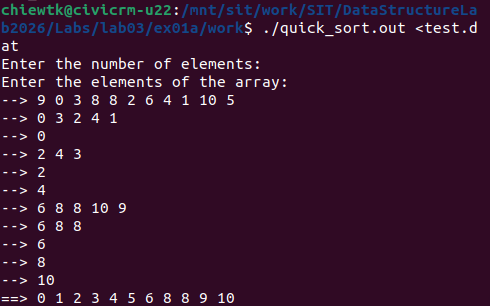 chiewtk@civicrm-u22:/mnt/sit/work/SIT/DataStructureLa
b2026/Labs/lab03/ex01a/work$ ./quick_sort.out <test.d
at
Enter the number of elements:
Enter the elements of the array:
--> 9 0 3 8 8 2 6 4 1 10 5
--> 0 3 2 4 1
--> 0
--> 2 4 3
--> 2
--> 4
--> 6 8 8 10 9
--> 6 8 8
--> 6
--> 8
--> 10
==> 0 1 2 3 4 5 6 8 8 9 10